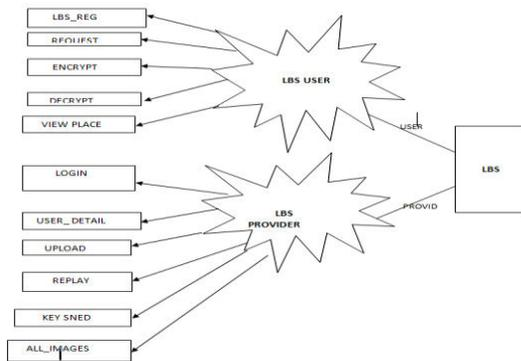 LBS_REG
REQUEST
ENCRYPT
DECRYPT
VIEW PLACE
LBS USER
USER
LBS
LOGIN
USER_ DETAIL
UPLOAD
REPLAY
KEY SNED
ALL_IMAGES
LBS
PROVIDER
PROVID